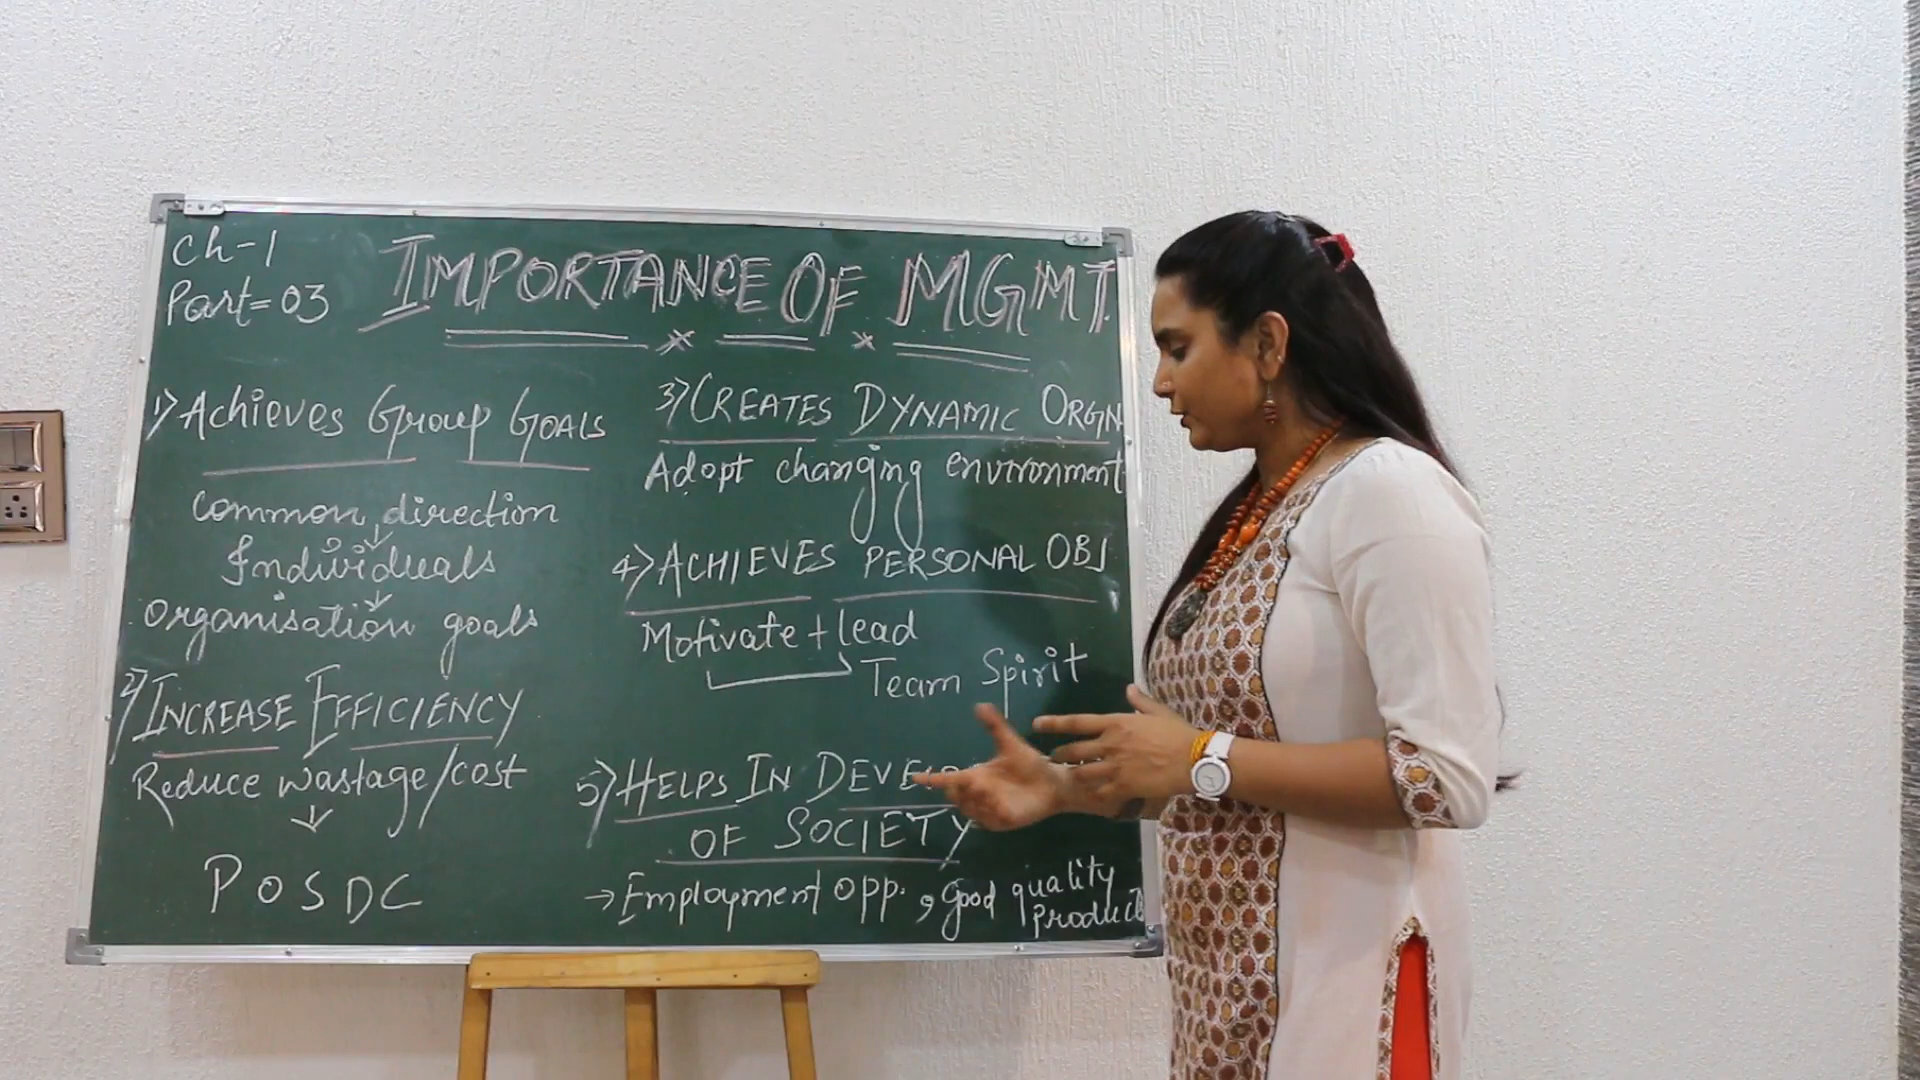 Ch-1
Part=03
IMPORTANCE OF MGMT.
1) Achieves Group GOALS
Common direction
Individuals
Organisation goals
2) INCREASE EFFICIENCY
Reduce wastage/cost
POSDC
3) CREATES DYNAMIC ORGN
Adopt changing environment
4) ACHIEVES PERSONAL OBJ
Motivate + lead
Team Spirit
5) HELPS IN
OF SOCIETY
→ Employment opp., Good quality
Product